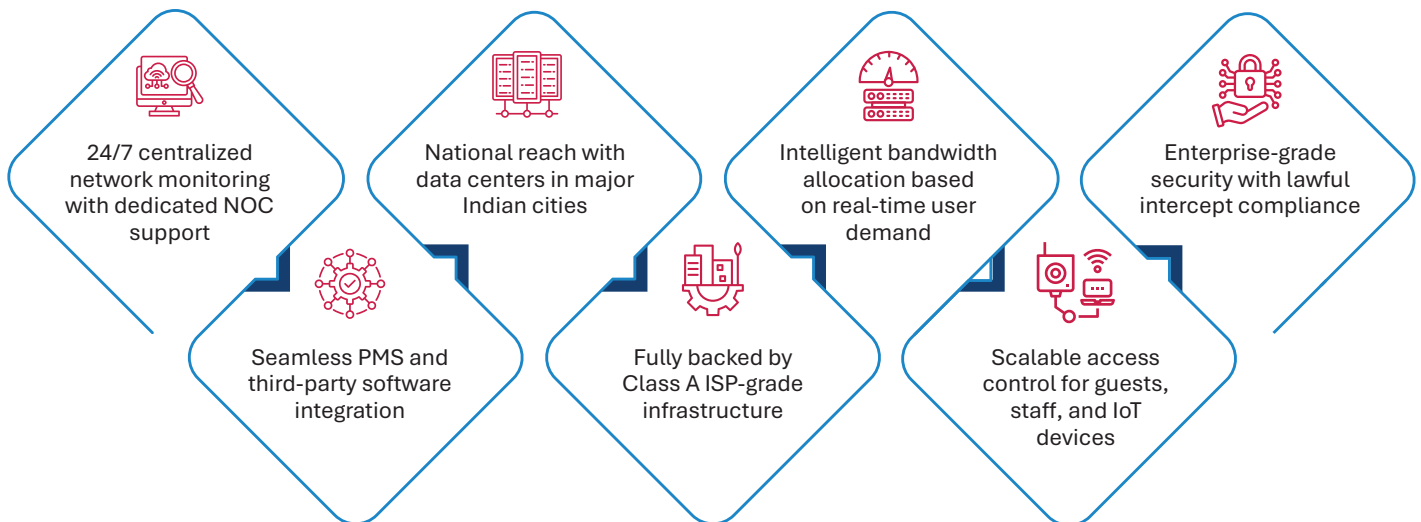 24/7 centralized
network monitoring
with dedicated NOC
support
National reach with
data centers in major
Indian cities
Intelligent bandwidth
allocation based
on real-time user
demand
Enterprise-grade
security with lawful
intercept compliance
Seamless PMS and
third-party software
integration
Fully backed by
Class A ISP-grade
infrastructure
Scalable access
control for guests,
staff, and IoT
devices